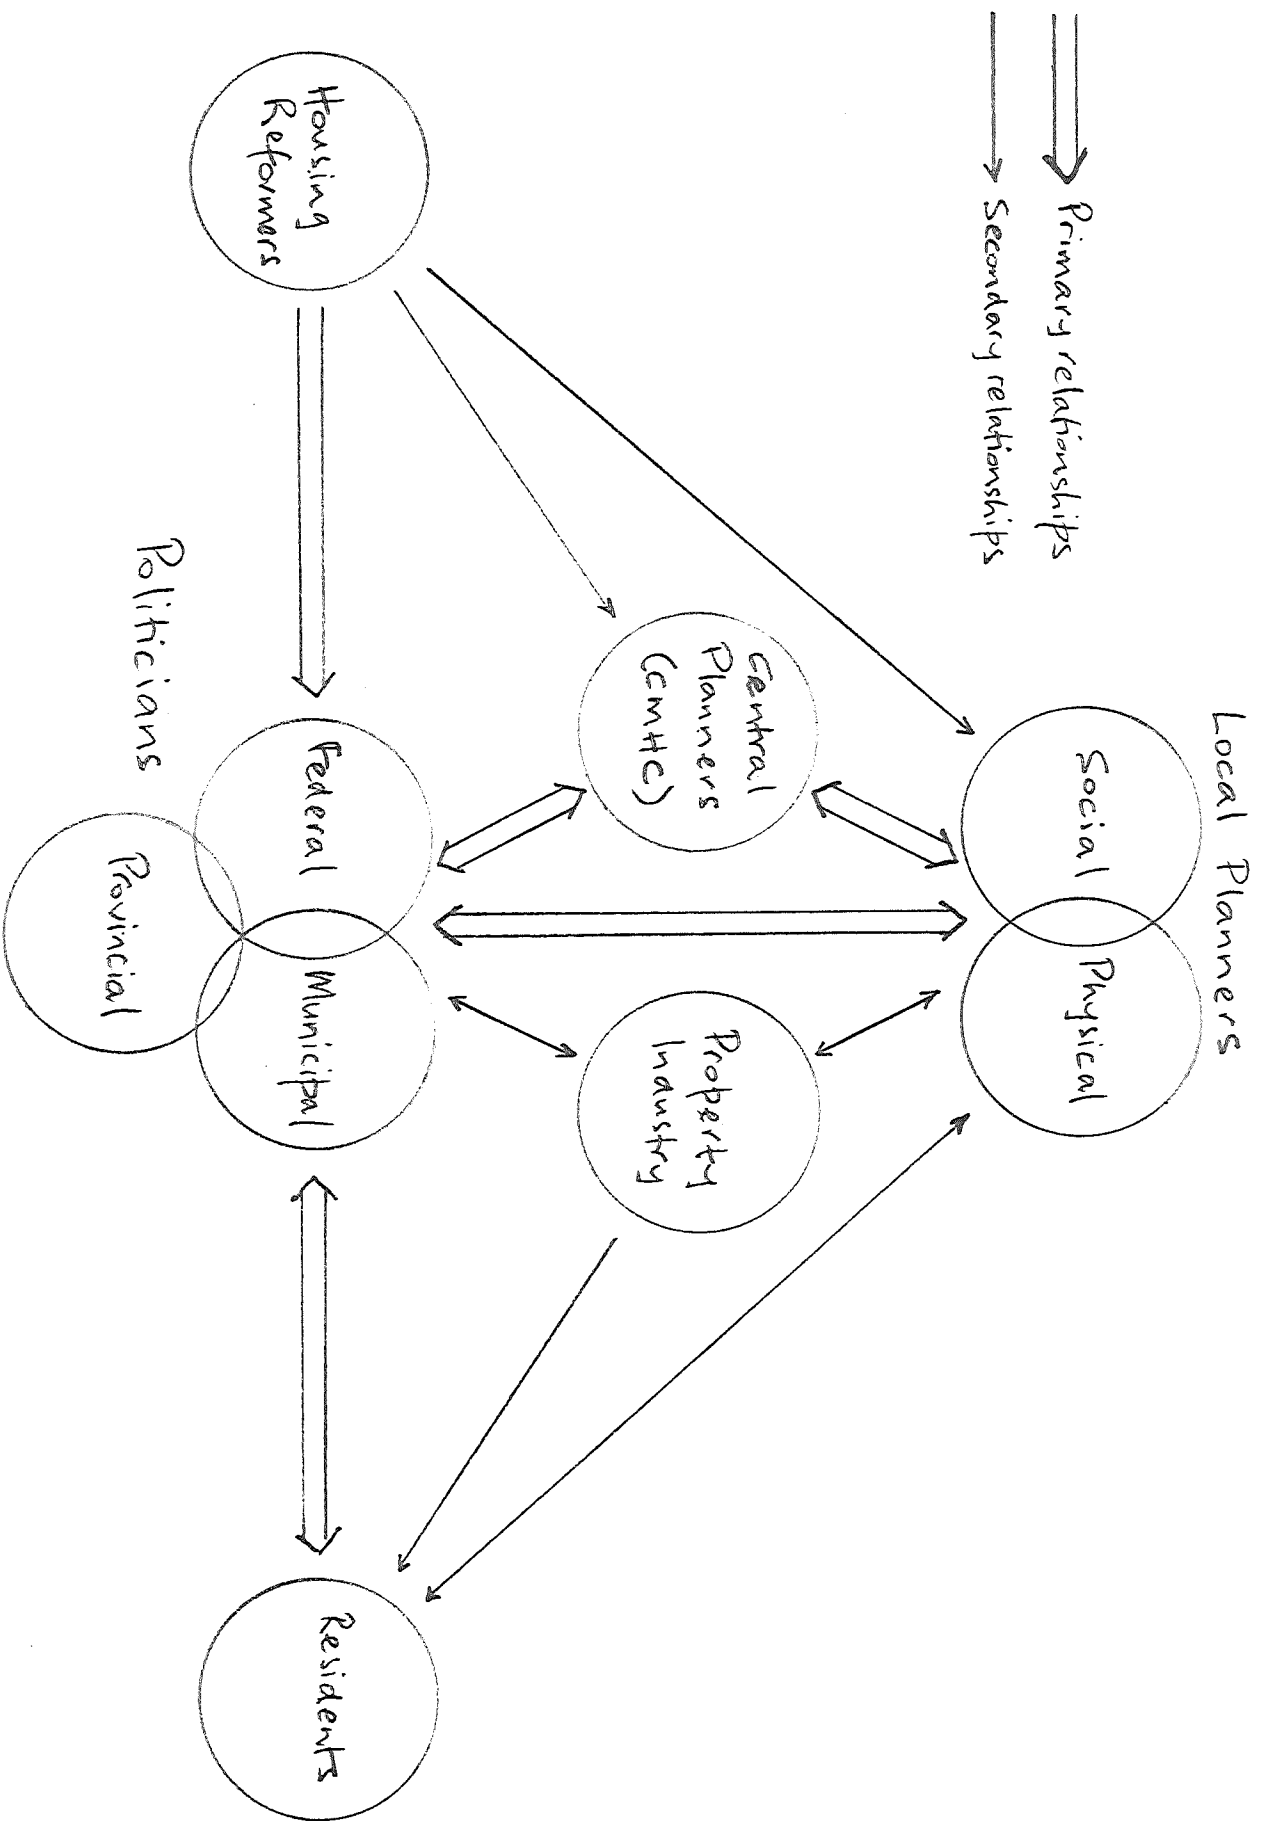 Primary relationships
Secondary relationships
Local Planners
Social
Physical
Central
Planners
(CMHC)
Property
Industry
Housing
Reformers
Federal
Municipal
Provincial
Politicians
Residents